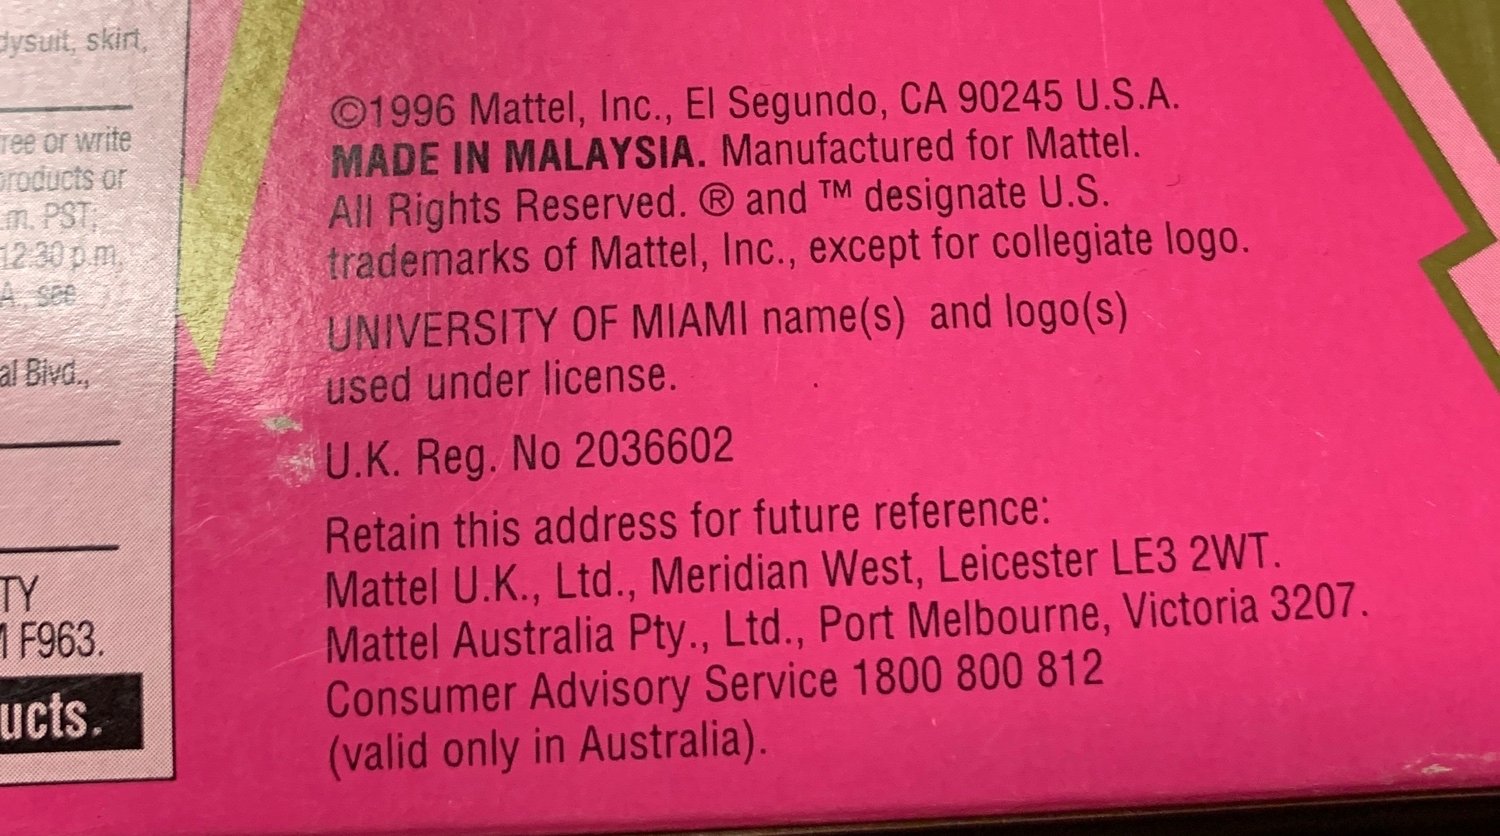 dysuit, skirt,
ree or write
products or
.m. PST;
12:30 p.m.
A, see
al Blvd.,
TY
F963.
ucts.
©1996 Mattel, Inc., El Segundo, CA 90245 U.S.A.
MADE IN MALAYSIA. Manufactured for Mattel.
All Rights Reserved. ® and ™ designate U.S.
trademarks of Mattel, Inc., except for collegiate logo.
UNIVERSITY OF MIAMI name(s) and logo(s)
used under license.
U.K. Reg. No 2036602
Retain this address for future reference:
Mattel U.K., Ltd., Meridian West, Leicester LE3 2WT.
Mattel Australia Pty., Ltd., Port Melbourne, Victoria 3207.
Consumer Advisory Service 1800 800 812
(valid only in Australia).